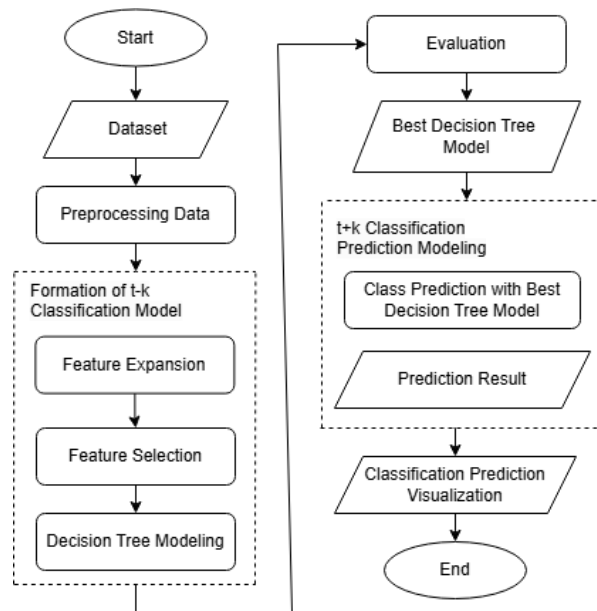 Start
Dataset
Preprocessing Data
Formation of t-k
Classification Model
Feature Expansion
Feature Selection
Decision Tree Modeling
Evaluation
Best Decision Tree
Model
t+k Classification
Prediction Modeling
Class Prediction with Best
Decision Tree Model
Prediction Result
Classification Prediction
Visualization
End